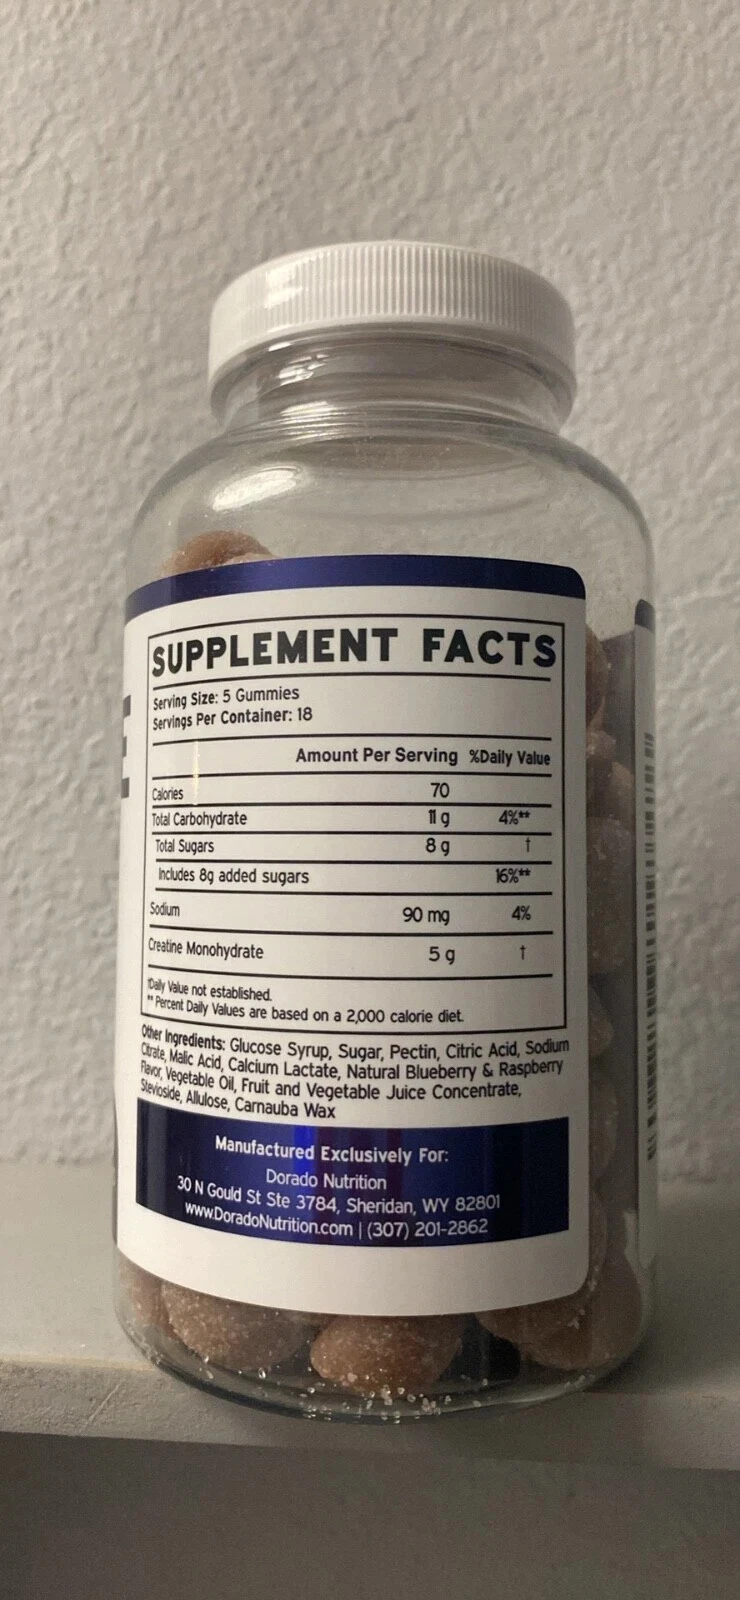 E
SUPPLEMENT FACTS
Serving Size: 5 Gummies
Servings Per Container: 18
Amount Per Serving %Daily Value
Calories 70
Total Carbohydrate 11 g 4%**
Total Sugars 8 g †
Includes 8g added sugars 16%**
Sodium 90 mg 4%
Creatine Monohydrate 5 g †
†Daily Value not established.
** Percent Daily Values are based on a 2,000 calorie diet.
Other Ingredients: Glucose Syrup, Sugar, Pectin, Citric Acid, Sodium
Citrate, Malic Acid, Calcium Lactate, Natural Blueberry & Raspberry
Flavor, Vegetable Oil, Fruit and Vegetable Juice Concentrate,
Stevioside, Allulose, Carnauba Wax
Manufactured Exclusively For:
Dorado Nutrition
30 N Gould St Ste 3784, Sheridan, WY 82801
www.DoradoNutrition.com | (307) 201-2862